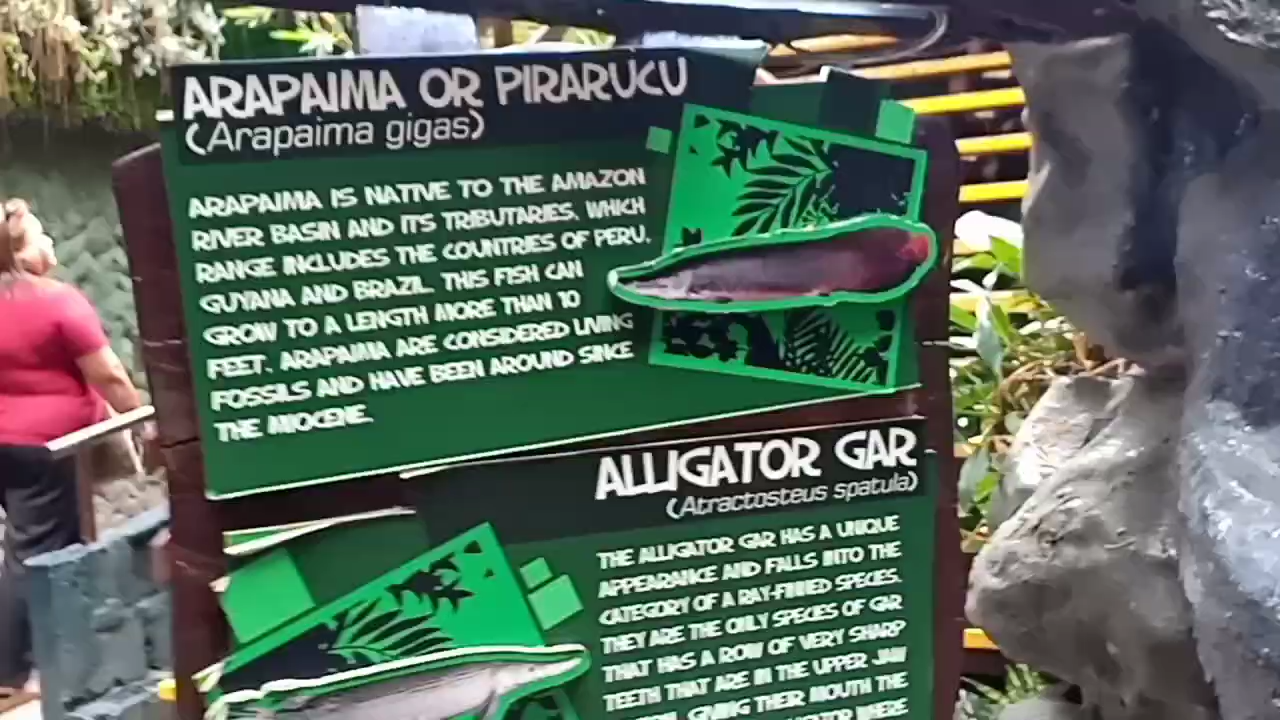 ARAPAIMA OR PIRARUCU
(Arapaima gigas)
ARAPAIMA IS NATIVE TO THE AMAZON
RIVER BASIN AND ITS TRIBUTARIES, WHICH
RANGE INCLUDES THE COUNTRIES OF PERU,
GUYANA AND BRAZIL. THIS FISH CAN
GROW TO A LENGTH MORE THAN 10
FEET. ARAPAIMA ARE CONSIDERED LIVING
FOSSILS AND HAVE BEEN AROUND SINCE
THE MIOCENE.
ALLIGATOR GAR
(Atractosteus spatula)
THE ALLIGATOR GAR HAS A UNIQUE
APPEARANCE AND FALLS INTO THE
CATEGORY OF A RAY-FINNED SPECIES.
THEY ARE THE ONLY SPECIES OF GAR
THAT HAS A ROW OF VERY SHARP
TEETH THAT ARE IN THE UPPER JAW
GIVING THEIR MOUTH THE
WHERE